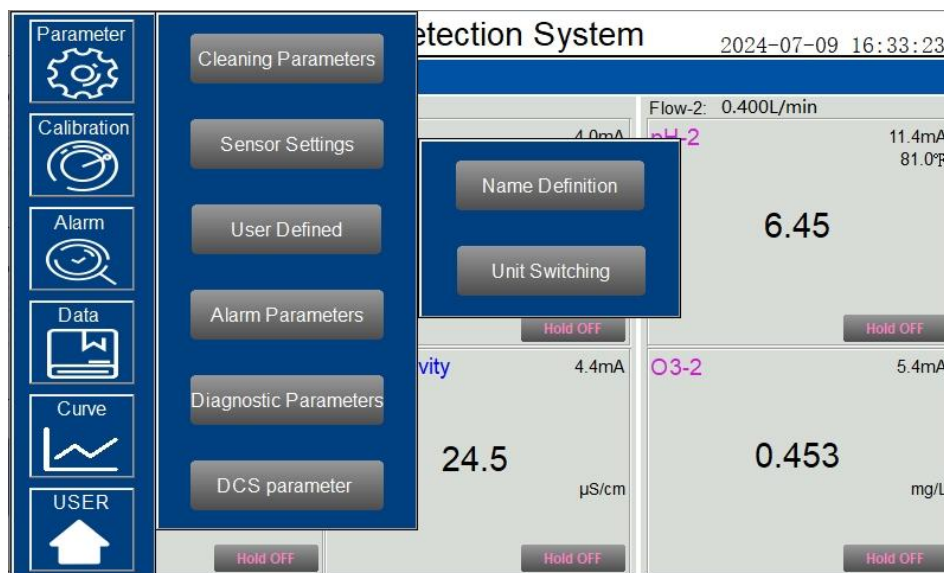 Parameter
Calibration
Alarm
Data
Curve
USER
Cleaning Parameters
Sensor Settings
User Defined
Alarm Parameters
Diagnostic Parameters
DCS parameter
Name Definition
Unit Switching
etection System
2024-07-09 16:33:23
Flow-2: 0.400L/min
4.0mA
pH-2
11.4mA
81.0℉
6.45
Hold OFF
Hold OFF
vity
4.4mA
24.5
µS/cm
O3-2
5.4mA
0.453
mg/L
Hold OFF
Hold OFF
Hold OFF